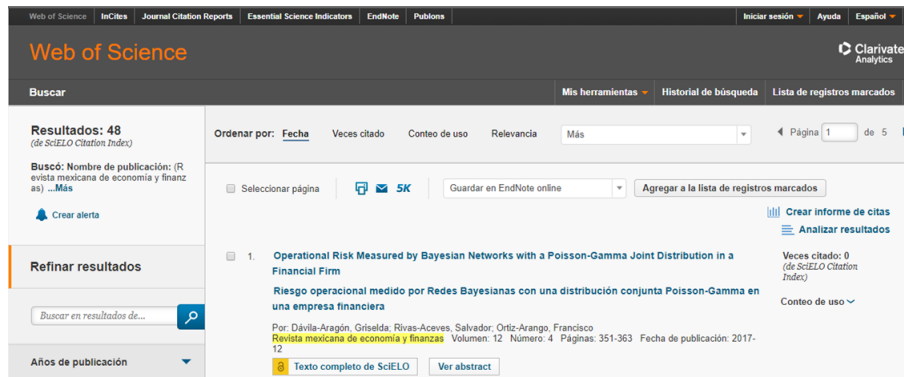 Web of Science InCites Journal Citation Reports Essential Science Indicators EndNote Publons Iniciar sesión Ayuda Español
Web of Science
Clarivate
Analytics
Buscar Mis herramientas Historial de búsqueda Lista de registros marcados
Resultados: 48
(de SciELO Citation Index)
Buscó: Nombre de publicación: (R
evista mexicana de economía y finanz
as) ...Más
Crear alerta
Refinar resultados
Buscar en resultados de...
Años de publicación
Ordenar por: Fecha Veces citado Conteo de uso Relevancia Más Página 1 de 5
Seleccionar página 5K Guardar en EndNote online Agregar a la lista de registros marcados
Crear informe de citas
Analizar resultados
1. Operational Risk Measured by Bayesian Networks with a Poisson-Gamma Joint Distribution in a
Financial Firm
Riesgo operacional medido por Redes Bayesianas con una distribución conjunta Poisson-Gamma en
una empresa financiera
Por: Dávila-Aragón, Griselda; Rivas-Aceves, Salvador; Ortiz-Arango, Francisco
Revista mexicana de economía y finanzas Volumen: 12 Número: 4 Páginas: 351-363 Fecha de publicación: 2017-
12
Texto completo de SciELO Ver abstract
Veces citado: 0
(de SciELO Citation
Index)
Conteo de uso